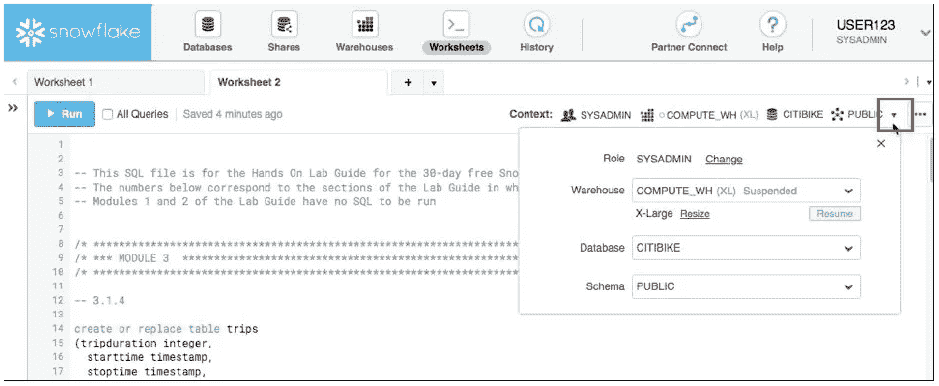 snowflake
Databases
Shares
Warehouses
Worksheets
History
Partner Connect
Help
USER123
SYSADMIN
Worksheet 1
Worksheet 2
Run
All Queries
Saved 4 minutes ago
Context: SYSADMIN COMPUTE_WH (XL) CITIBIKE PUBLIC
Role SYSADMIN Change
Warehouse COMPUTE_WH (XL) Suspended
X-Large Resize Resume
Database CITIBIKE
Schema PUBLIC
1
2
3 -- This SQL file is for the Hands On Lab Guide for the 30-day free Sno
4 -- The numbers below correspond to the sections of the Lab Guide in wh
5 -- Modules 1 and 2 of the Lab Guide have no SQL to be run
6
7
8 /* *******************************************************************
9 /* *** MODULE 3 *****************************************************
10 /* *******************************************************************
11
12 -- 3.1.4
13
14 create or replace table trips
15 (tripduration integer,
16 starttime timestamp,
17 stoptime timestamp,